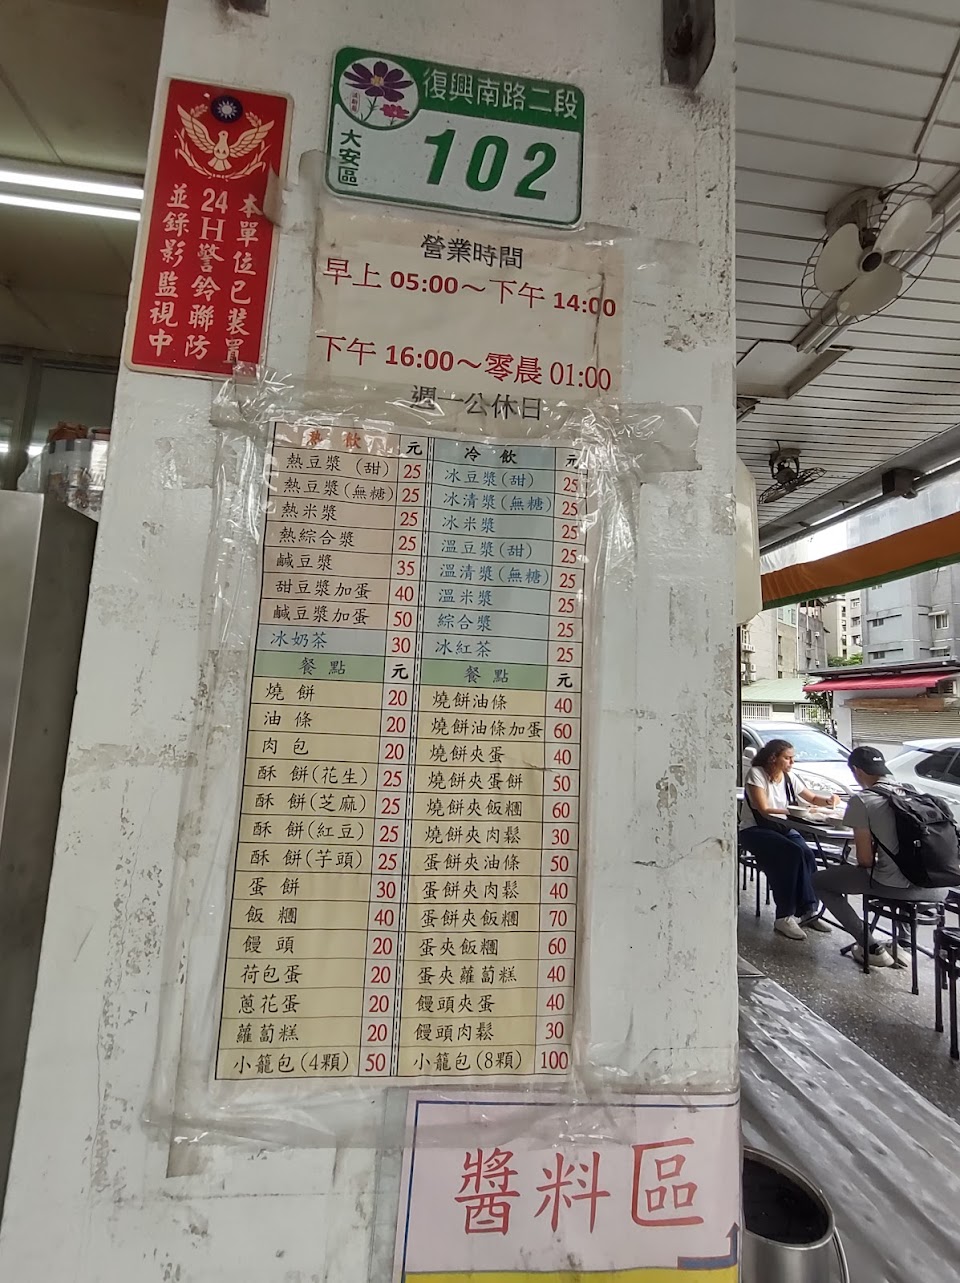 復興南路二段
大安區
102
本單位已裝置
24H警鈴聯防
並錄影監視中
營業時間
早上 05:00～下午 14:00
下午 16:00～零晨 01:00
週一公休日
熱 飲 元
熱豆漿（甜） 25
熱豆漿(無糖) 25
熱米漿 25
熱綜合漿 25
鹹豆漿 35
甜豆漿加蛋 40
鹹豆漿加蛋 50
冰奶茶 30
餐 點 元
燒 餅 20
油 條 20
肉 包 20
酥 餅(花生) 25
酥 餅(芝麻) 25
酥 餅(紅豆) 25
酥 餅(芋頭) 25
蛋 餅 30
飯 糰 40
饅 頭 20
荷包蛋 20
蔥花蛋 20
蘿蔔糕 20
小籠包(4顆) 50
冷 飲 元
冰豆漿(甜) 25
冰清漿(無糖) 25
冰米漿 25
溫豆漿(甜) 25
溫清漿(無糖) 25
溫米漿 25
綜合漿 25
冰紅茶 25
餐 點 元
燒餅油條 40
燒餅油條加蛋 60
燒餅夾蛋 40
燒餅夾蛋餅 50
燒餅夾飯糰 60
燒餅夾肉鬆 30
蛋餅夾油條 50
蛋餅夾肉鬆 40
蛋餅夾飯糰 70
蛋夾飯糰 60
蛋夾蘿蔔糕 40
饅頭夾蛋 40
饅頭肉鬆 30
小籠包(8顆) 100
醬料區